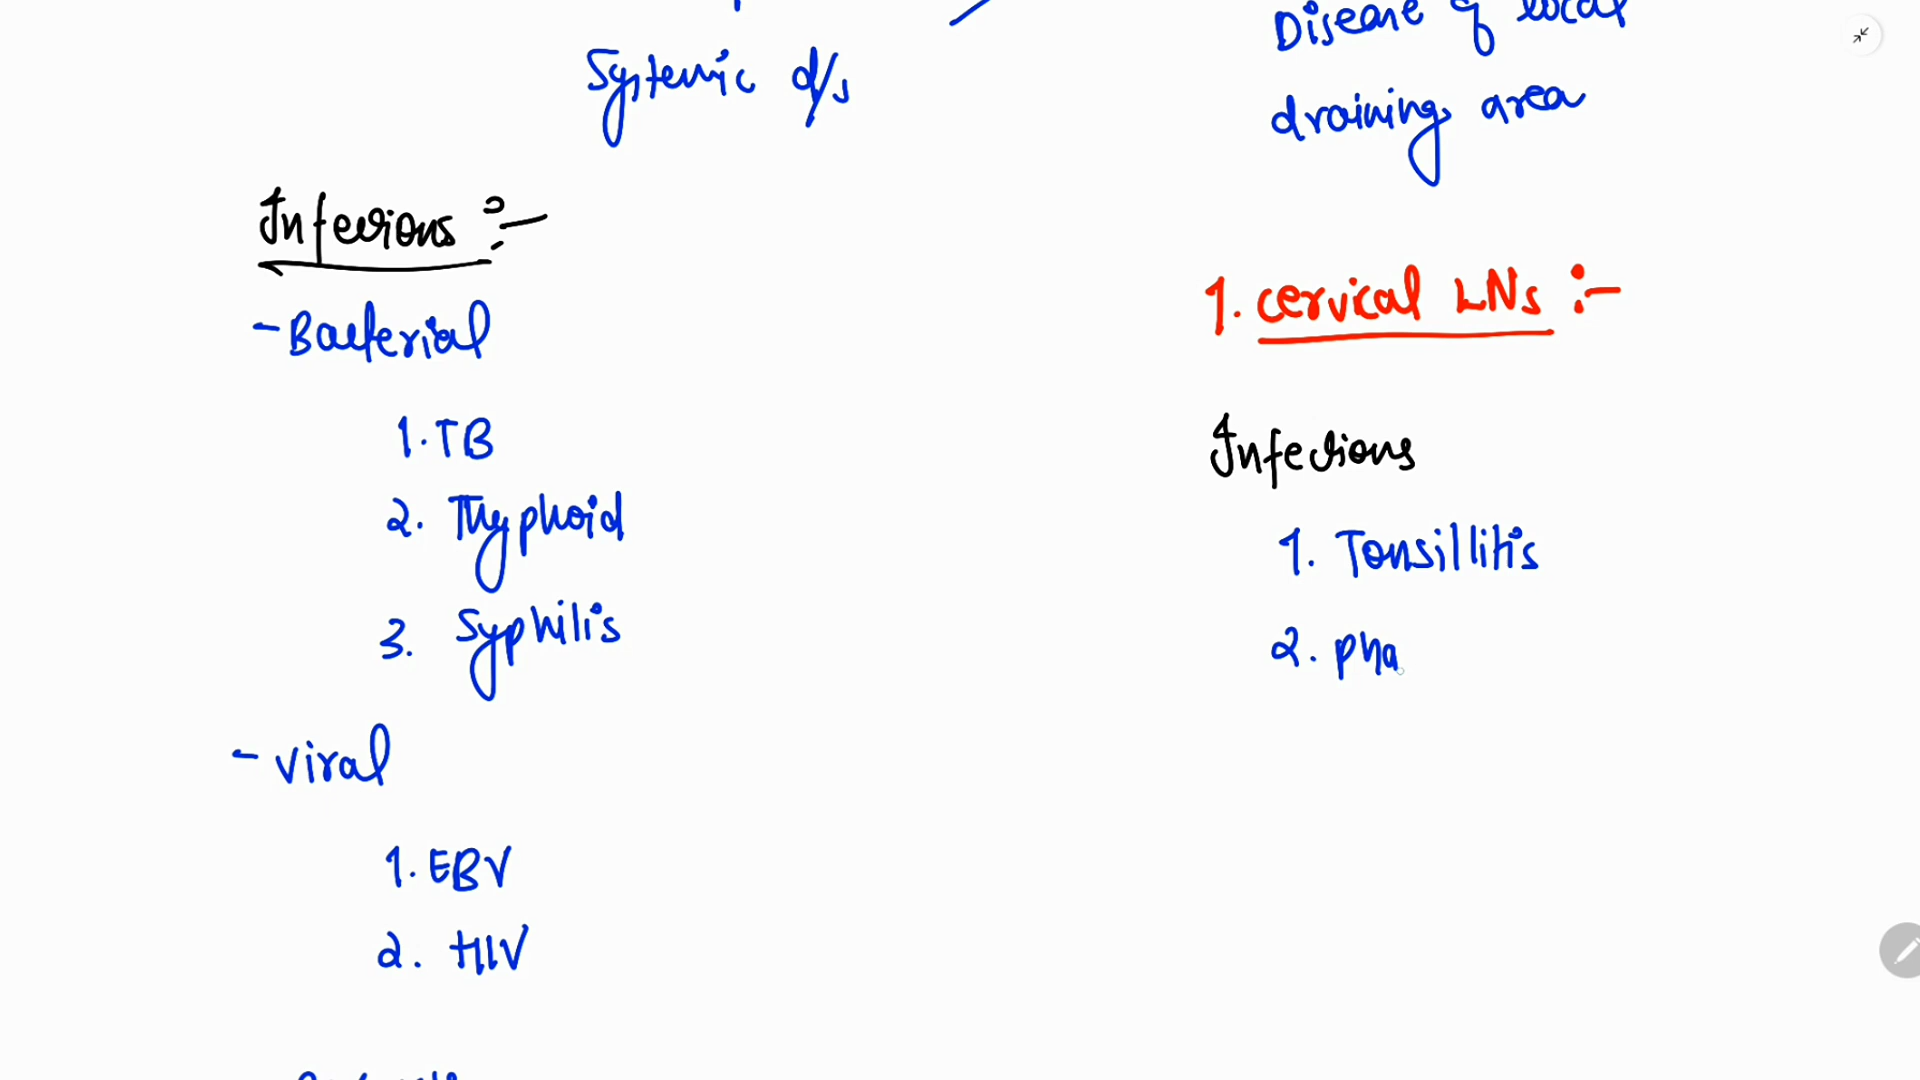 Systemic d/s
Infections :-
- Bacterial
1. TB
2. Thyphoid
3. Syphilis
- viral
1. EBV
2. HIV
Disease of local
draining area
1. cervical LNs :-
Infections
1. Tonsillitis
2. pha